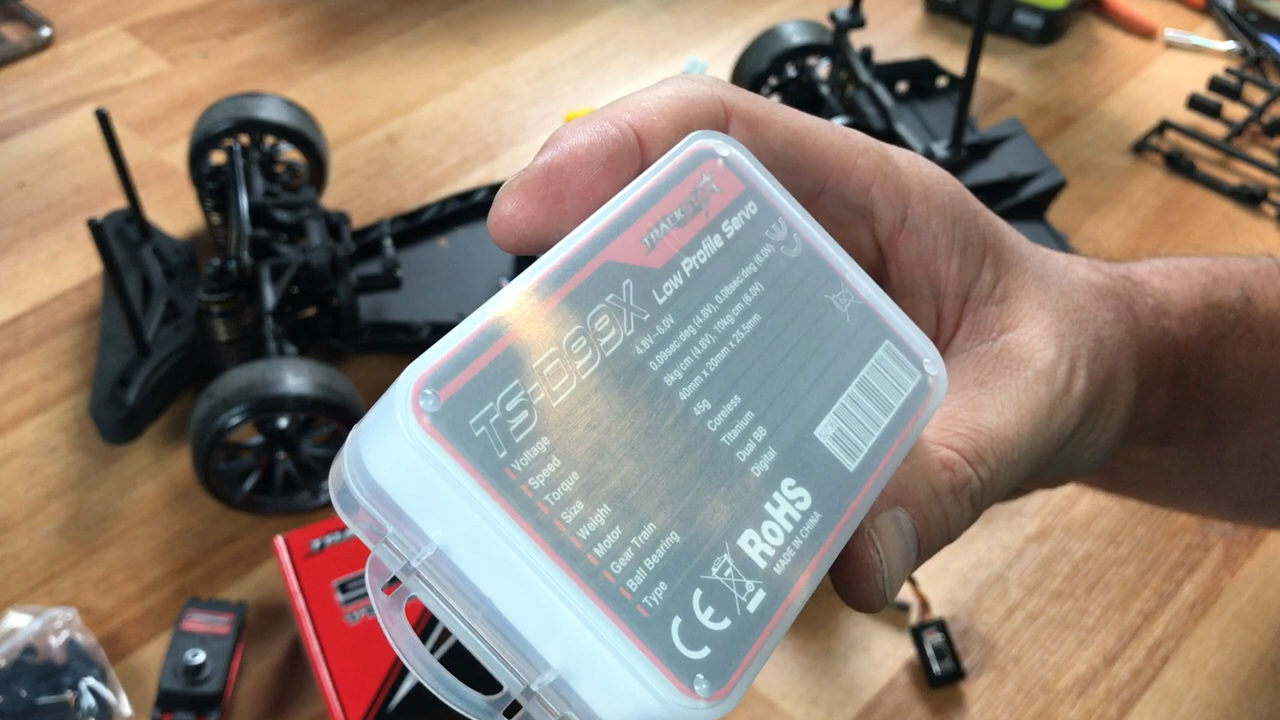 TRACKSTAR
TS-D99X Low Profile Servo
Voltage 4.8V~6.0V
Speed 0.09sec/deg (4.8V), 0.08sec/deg (6.0V)
Torque 8kg/cm (4.8V), 10kg cm (6.0V)
Size 40mm x 20mm x 25.5mm
Weight 45g
Motor Coreless
Gear Train Titanium
Ball Bearing Dual BB
Type Digital
CE RoHS
MADE IN CHINA